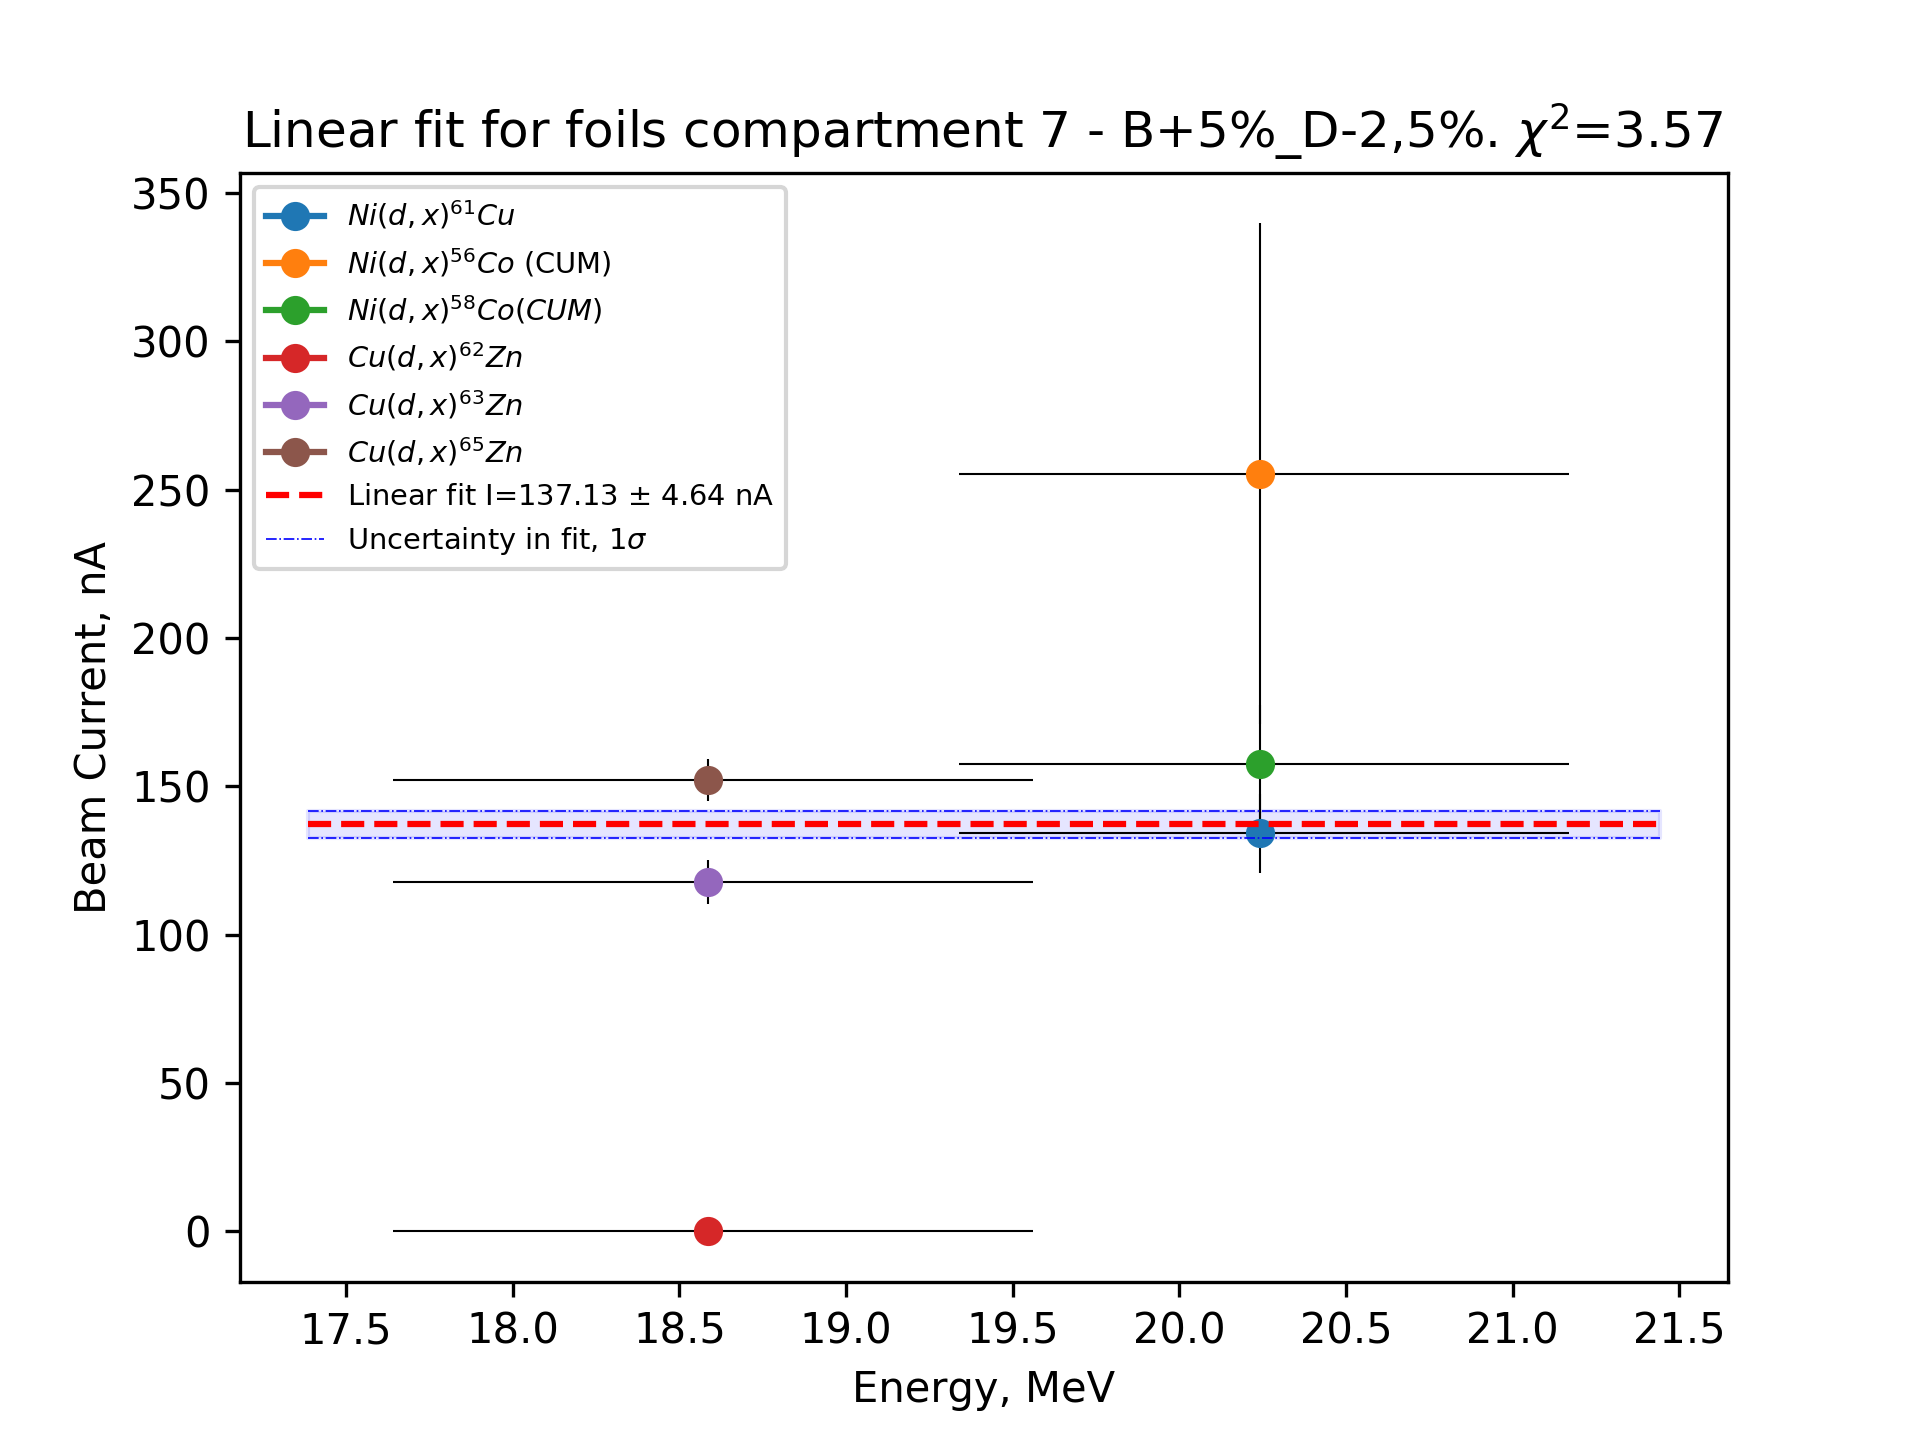 Linear fit for foils compartment 7 - B+5%_D-2,5%. χ²=3.57
350
300
250
200
150
100
50
0
Beam Current, nA
Ni(d, x)⁶¹Cu
Ni(d, x)⁵⁶Co (CUM)
Ni(d, x)⁵⁸Co(CUM)
Cu(d, x)⁶²Zn
Cu(d, x)⁶³Zn
Cu(d, x)⁶⁵Zn
Linear fit I=137.13 ± 4.64 nA
Uncertainty in fit, 1σ
17.5 18.0 18.5 19.0 19.5 20.0 20.5 21.0 21.5
Energy, MeV